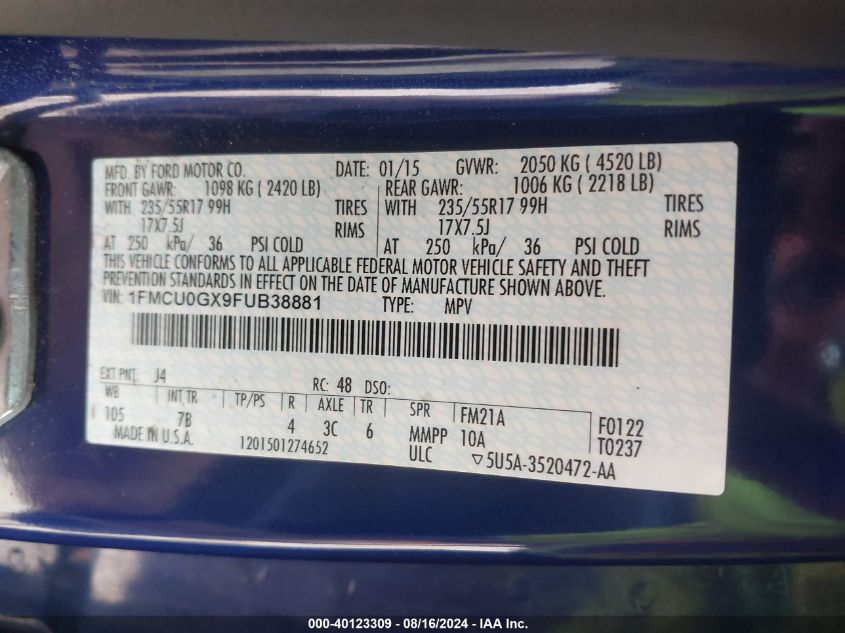 MFD. BY FORD MOTOR CO. DATE: 01/15 GVWR: 2050 KG ( 4520 LB)
FRONT GAWR: 1098 KG ( 2420 LB) REAR GAWR: 1006 KG ( 2218 LB)
WITH 235/55R17 99H TIRES WITH 235/55R17 99H TIRES
17X7.5J RIMS 17X7.5J RIMS
AT 250 kPa/ 36 PSI COLD AT 250 kPa/ 36 PSI COLD
THIS VEHICLE CONFORMS TO ALL APPLICABLE FEDERAL MOTOR VEHICLE SAFETY AND THEFT
PREVENTION STANDARDS IN EFFECT ON THE DATE OF MANUFACTURE SHOWN ABOVE.
VIN: 1FMCU0GX9FUB38881 TYPE: MPV
EXT PNT: J4 RC: 48 DSO:
WB INT TR TP/PS R AXLE TR SPR FM21A F0122
105 7B 4 3C 6 MMPP 10A T0237
MADE IN U.S.A. 1201501274652 ULC ▽5U5A-3520472-AA
000-40123309 - 08/16/2024 - IAA Inc.